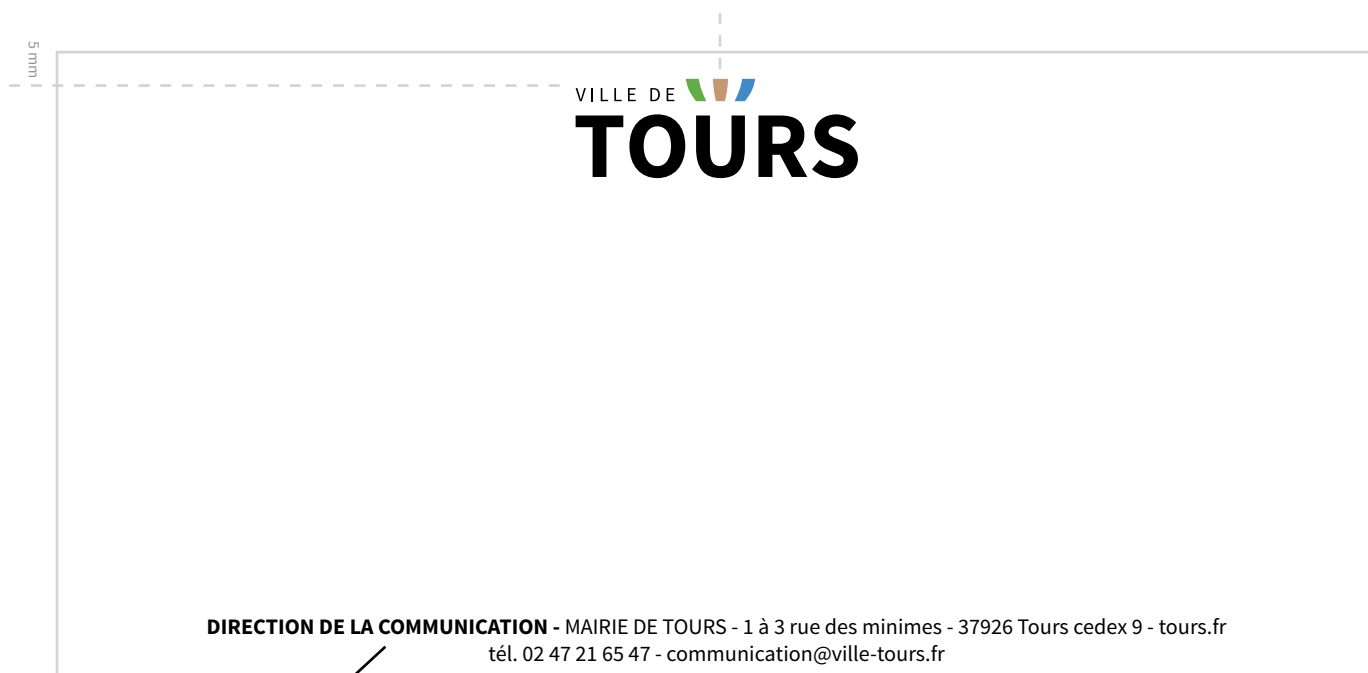 5 mm
VILLE DE
TOURS
DIRECTION DE LA COMMUNICATION - MAIRIE DE TOURS - 1 à 3 rue des minimes - 37926 Tours cedex 9 - tours.fr
tél. 02 47 21 65 47 - communication@ville-tours.fr